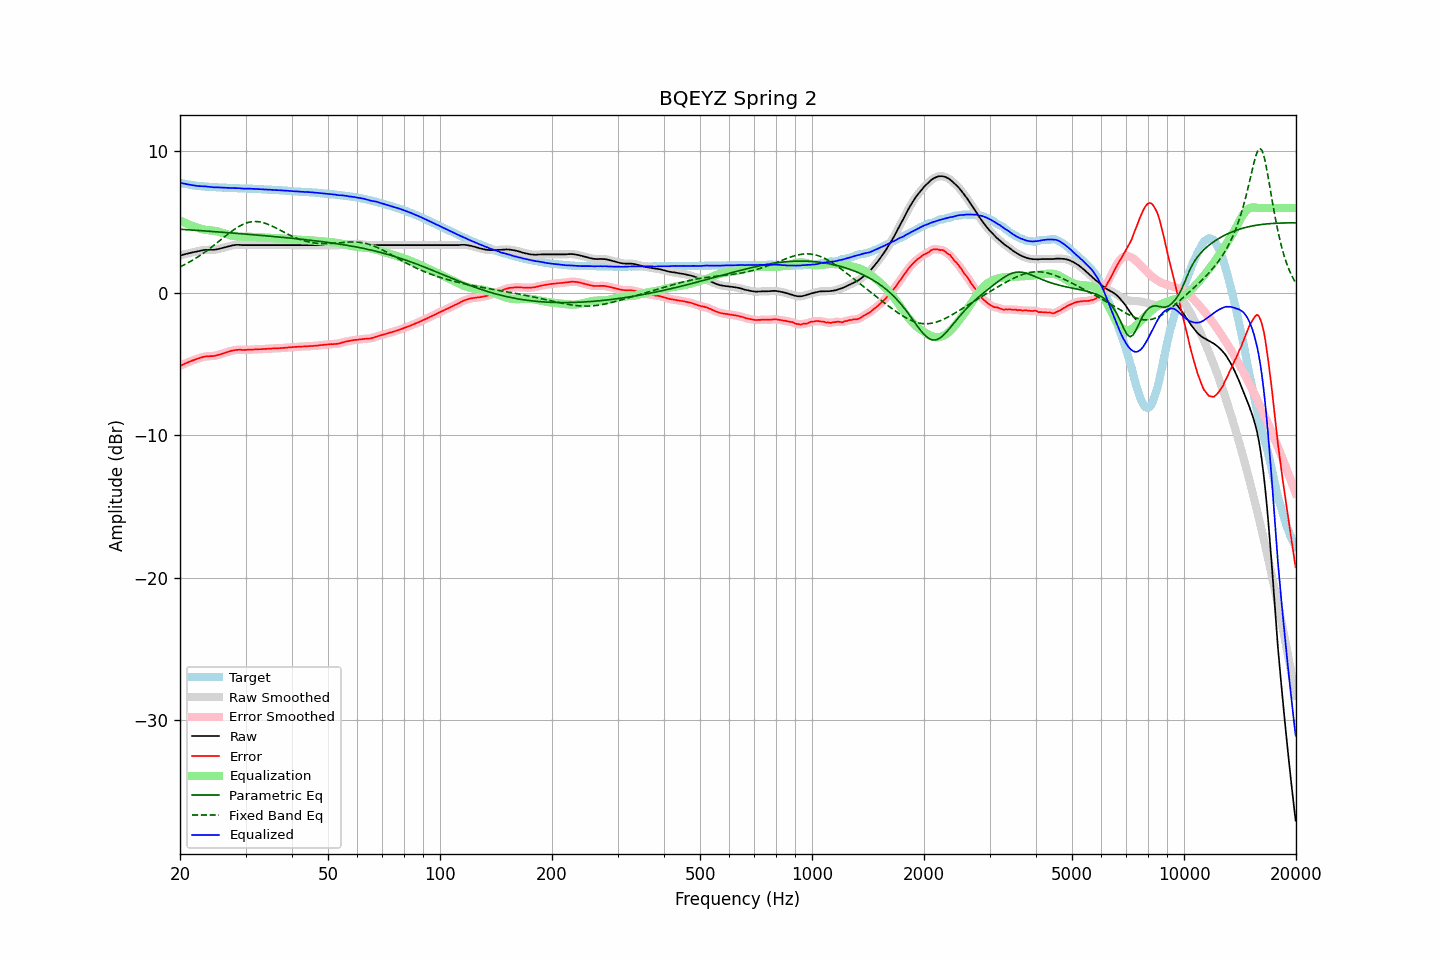 BQEYZ Spring 2
Amplitude (dBr)
10
0
−10
−20
−30
Target
Raw Smoothed
Error Smoothed
Raw
Error
Equalization
Parametric Eq
Fixed Band Eq
Equalized
20 50 100 200 500 1000 2000 5000 10000 20000
Frequency (Hz)